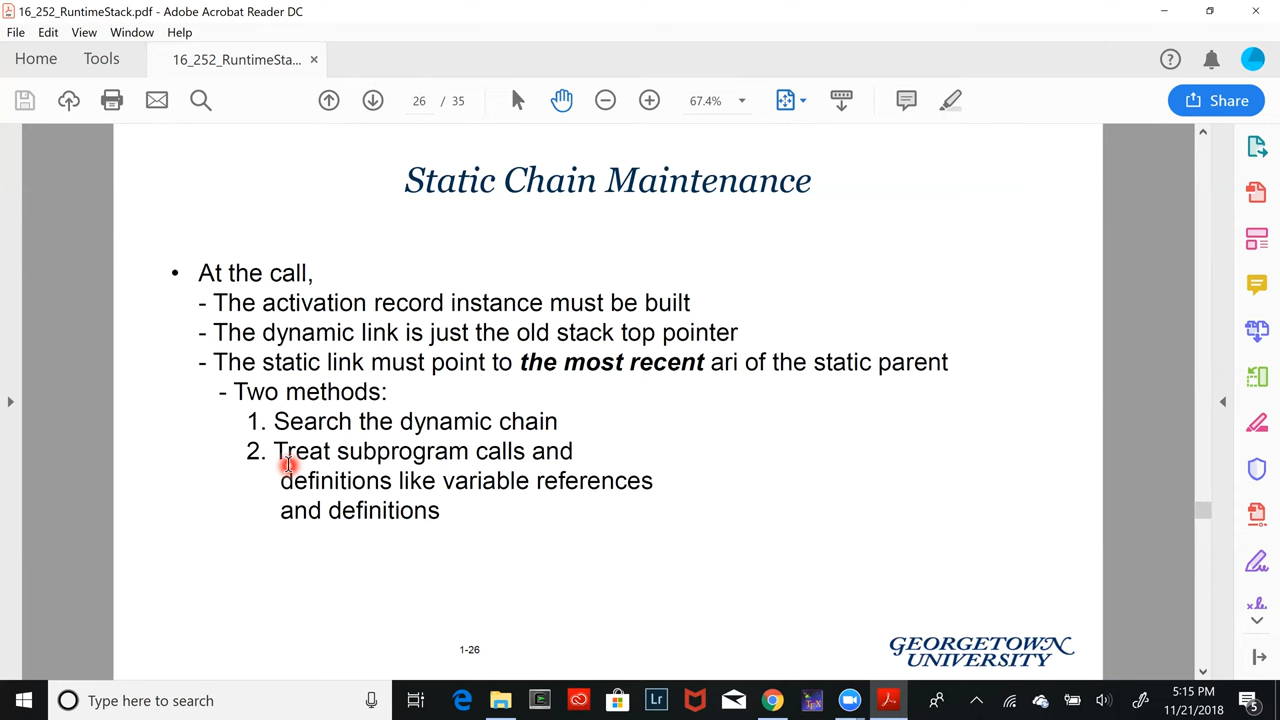 16_252_RuntimeStack.pdf - Adobe Acrobat Reader DC
File Edit View Window Help
Home Tools 16_252_RuntimeSta... ×
26 / 35 67.4% Share
Static Chain Maintenance
• At the call,
- The activation record instance must be built
- The dynamic link is just the old stack top pointer
- The static link must point to the most recent ari of the static parent
- Two methods:
1. Search the dynamic chain
2. Treat subprogram calls and
definitions like variable references
and definitions
1-26
GEORGETOWN
UNIVERSITY
Type here to search
Lr
TEX
5:15 PM
11/21/2018
5